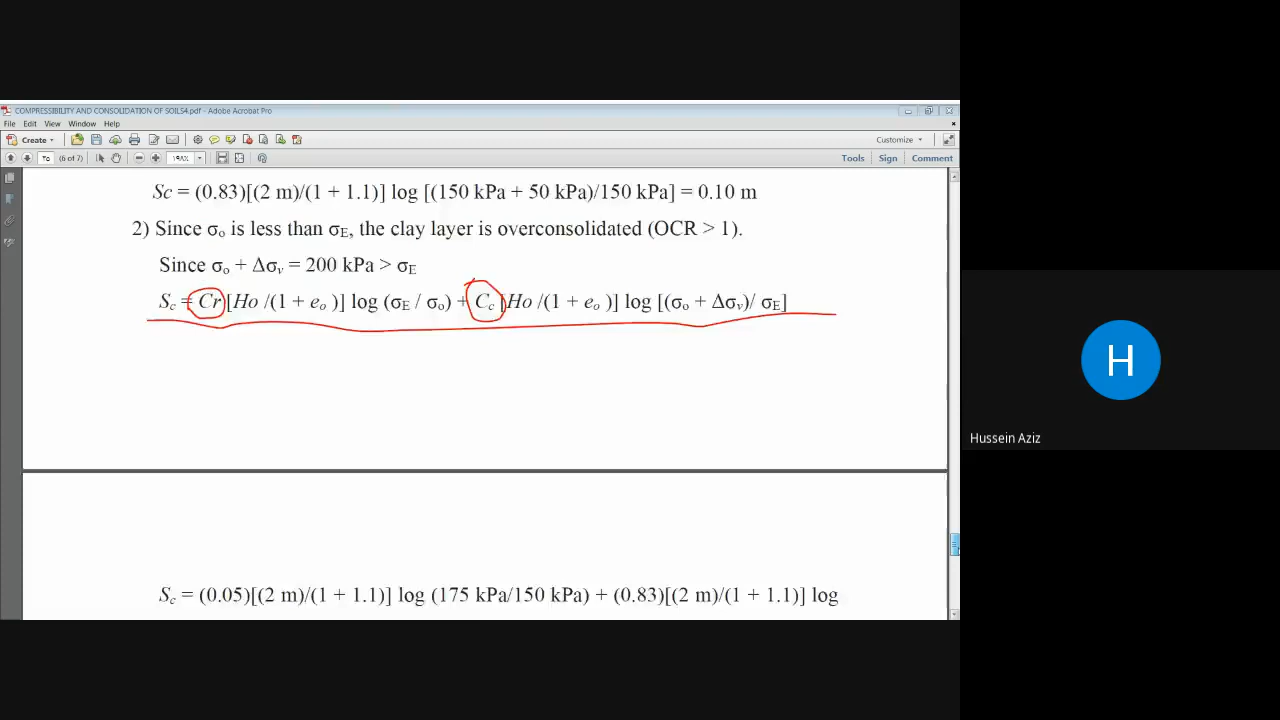 COMPRESSIBILITY AND CONSOLIDATION OF SOILS4.pdf - Adobe Acrobat Pro
File Edit View Window Help
Create Customize
(6 of 7) Tools Sign Comment
Sc = (0.83)[(2 m)/(1 + 1.1)] log [(150 kPa + 50 kPa)/150 kPa] = 0.10 m
2) Since σo is less than σE, the clay layer is overconsolidated (OCR > 1).
Since σo + Δσv = 200 kPa > σE
Sc = Cr [Ho /(1 + eo )] log (σE / σo) + Cc [Ho /(1 + eo )] log [(σo + Δσv)/ σE]
Sc = (0.05)[(2 m)/(1 + 1.1)] log (175 kPa/150 kPa) + (0.83)[(2 m)/(1 + 1.1)] log
H
Hussein Aziz